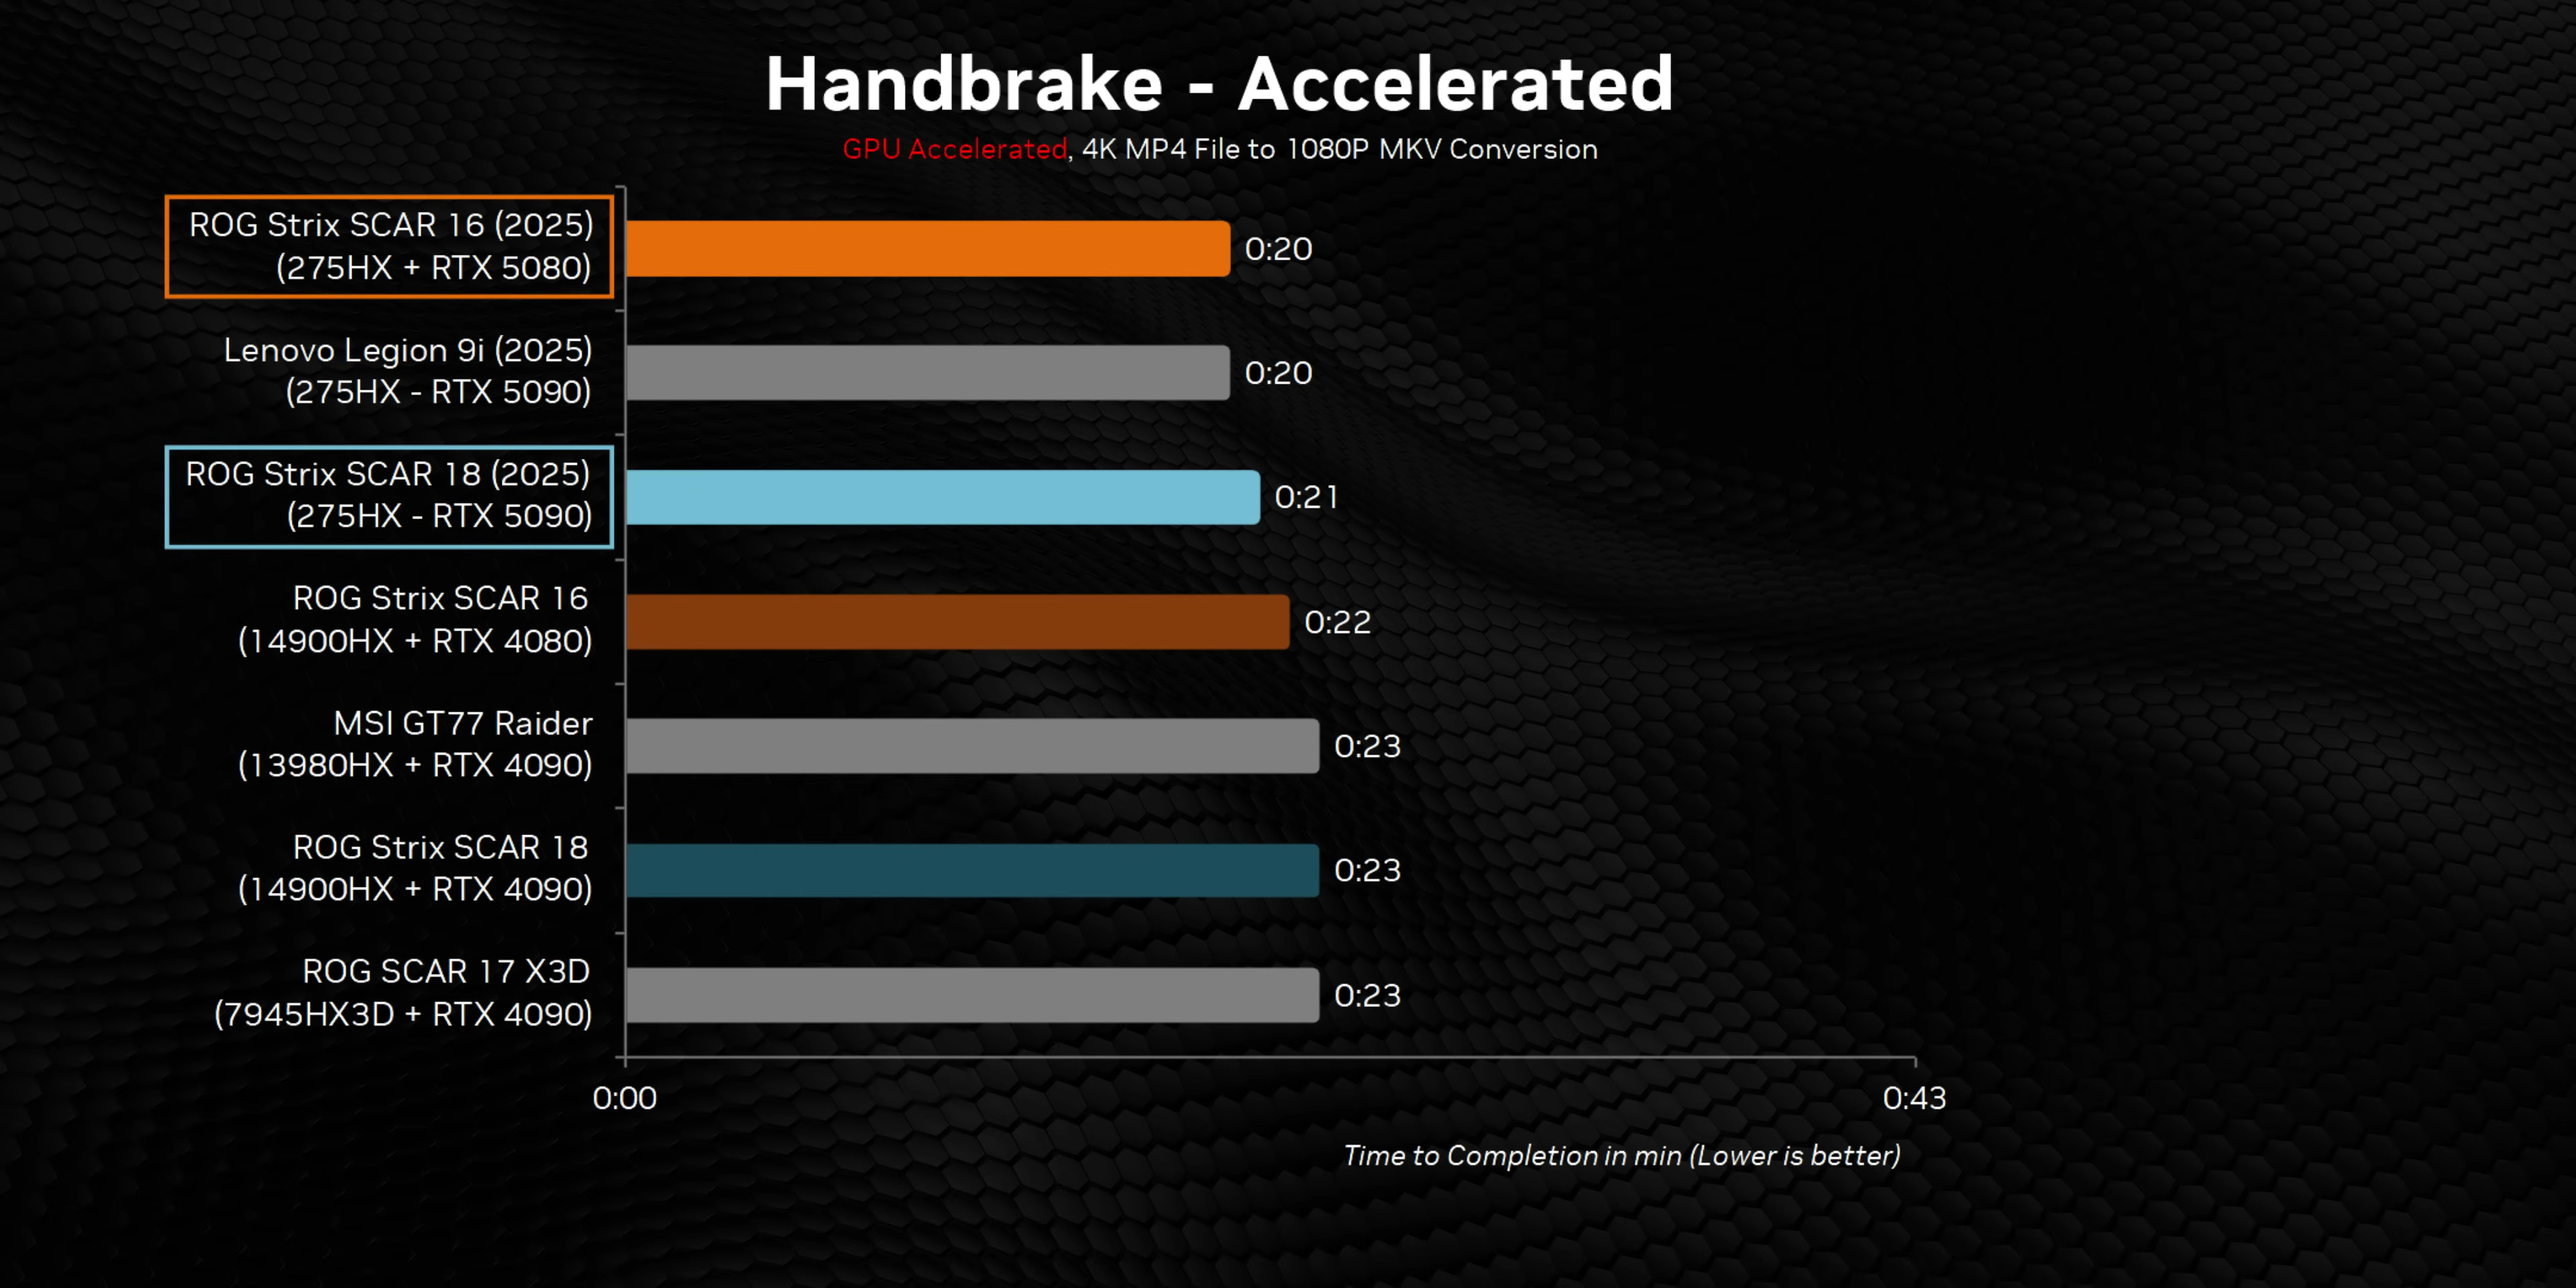 Handbrake - Accelerated
GPU Accelerated, 4K MP4 File to 1080P MKV Conversion
ROG Strix SCAR 16 (2025)
(275HX + RTX 5080)
0:20
Lenovo Legion 9i (2025)
(275HX - RTX 5090)
0:20
ROG Strix SCAR 18 (2025)
(275HX - RTX 5090)
0:21
ROG Strix SCAR 16
(14900HX + RTX 4080)
0:22
MSI GT77 Raider
(13980HX + RTX 4090)
0:23
ROG Strix SCAR 18
(14900HX + RTX 4090)
0:23
ROG SCAR 17 X3D
(7945HX3D + RTX 4090)
0:23
0:00
0:43
Time to Completion in min (Lower is better)